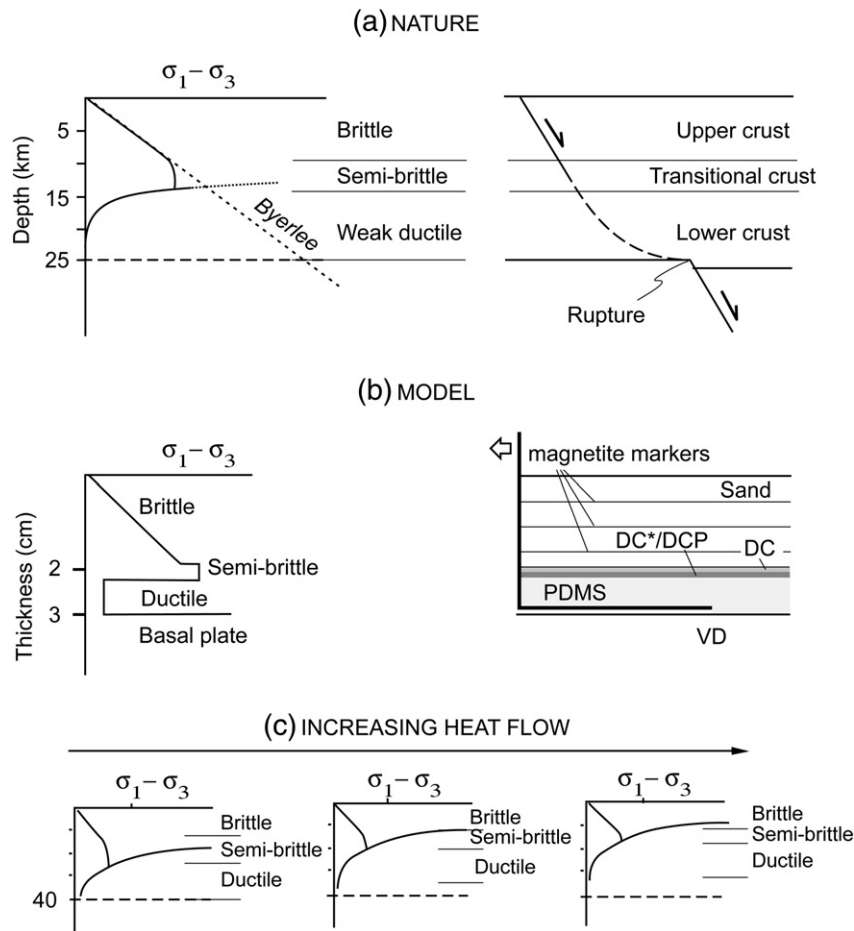 (a) NATURE
σ1 – σ3
Depth (km)
5
15
25
Byerlee
Brittle
Semi-brittle
Weak ductile
Upper crust
Transitional crust
Lower crust
Rupture
(b) MODEL
σ1 – σ3
Thickness (cm)
2
3
Brittle
Semi-brittle
Ductile
Basal plate
magnetite markers
Sand
DC*/DCP
DC
PDMS
VD
(c) INCREASING HEAT FLOW
σ1 – σ3
Brittle
Semi-brittle
Ductile
40
σ1 – σ3
Brittle
Semi-brittle
Ductile
σ1 – σ3
Brittle
Semi-brittle
Ductile